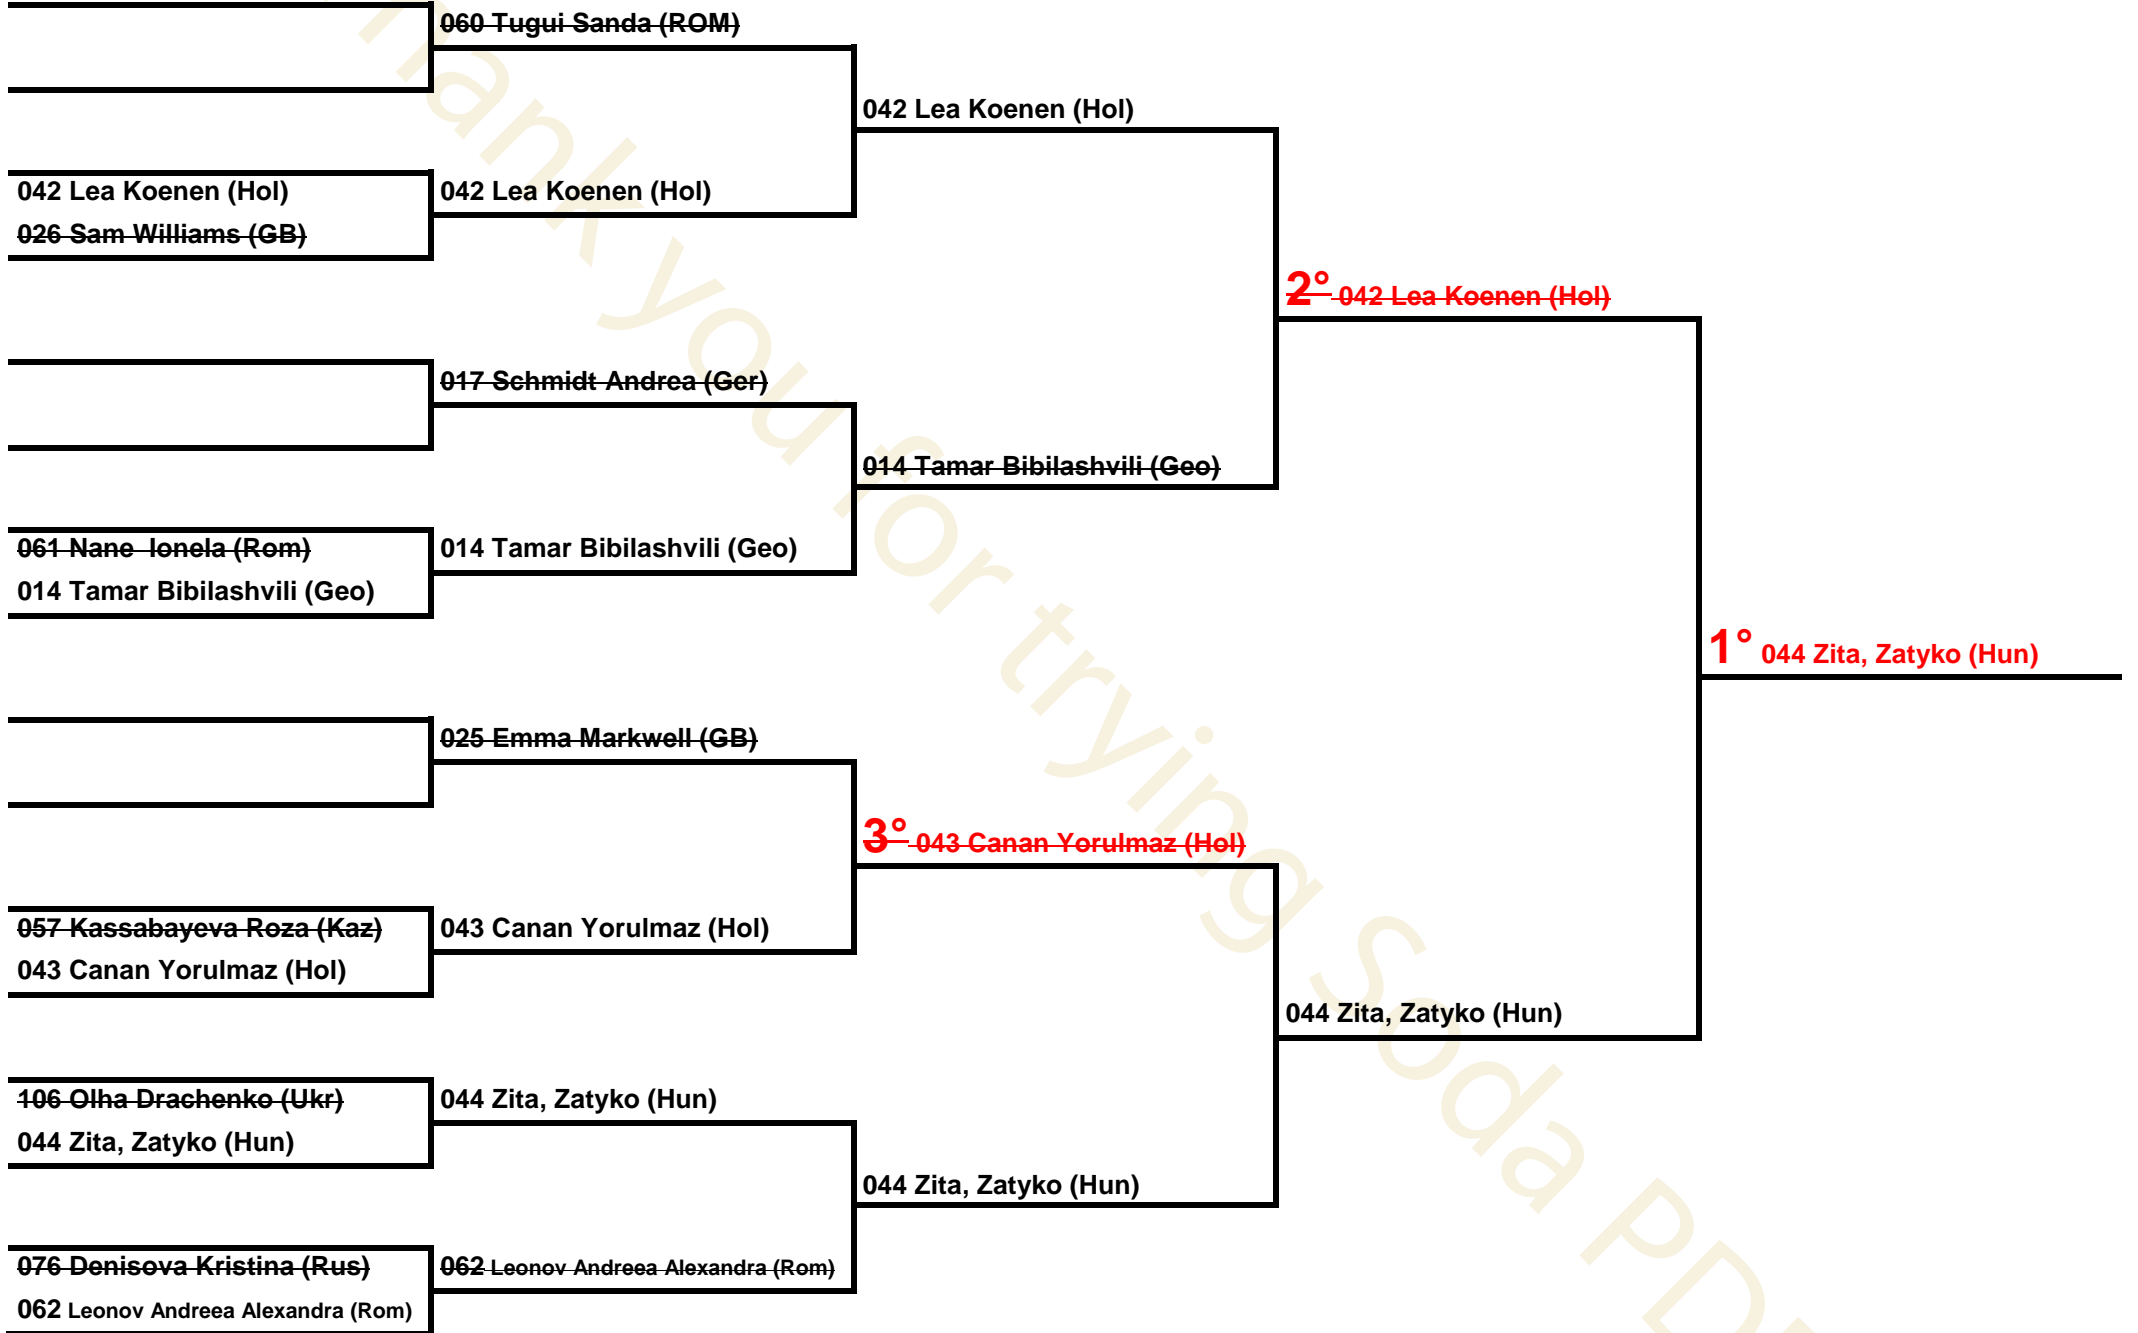 060 Tugui Sanda (ROM)
042 Lea Koenen (Hol)
042 Lea Koenen (Hol)
042 Lea Koenen (Hol)
026 Sam Williams (GB)
2° 042 Lea Koenen (Hol)
017 Schmidt Andrea (Ger)
014 Tamar Bibilashvili (Geo)
061 Nane Ionela (Rom)
014 Tamar Bibilashvili (Geo)
014 Tamar Bibilashvili (Geo)
1° 044 Zita, Zatyko (Hun)
025 Emma Markwell (GB)
3° 043 Canan Yorulmaz (Hol)
057 Kassabayeva Roza (Kaz)
043 Canan Yorulmaz (Hol)
043 Canan Yorulmaz (Hol)
044 Zita, Zatyko (Hun)
106 Olha Drachenko (Ukr)
044 Zita, Zatyko (Hun)
044 Zita, Zatyko (Hun)
044 Zita, Zatyko (Hun)
076 Denisova Kristina (Rus)
062 Leonov Andreea Alexandra (Rom)
062 Leonov Andreea Alexandra (Rom)
hank you for trying Soda PD